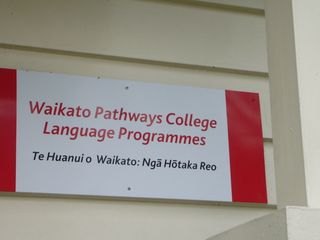 Waikato Pathways College
Language Programmes
Te Huanui o Waikato: Ngā Hōtaka Reo